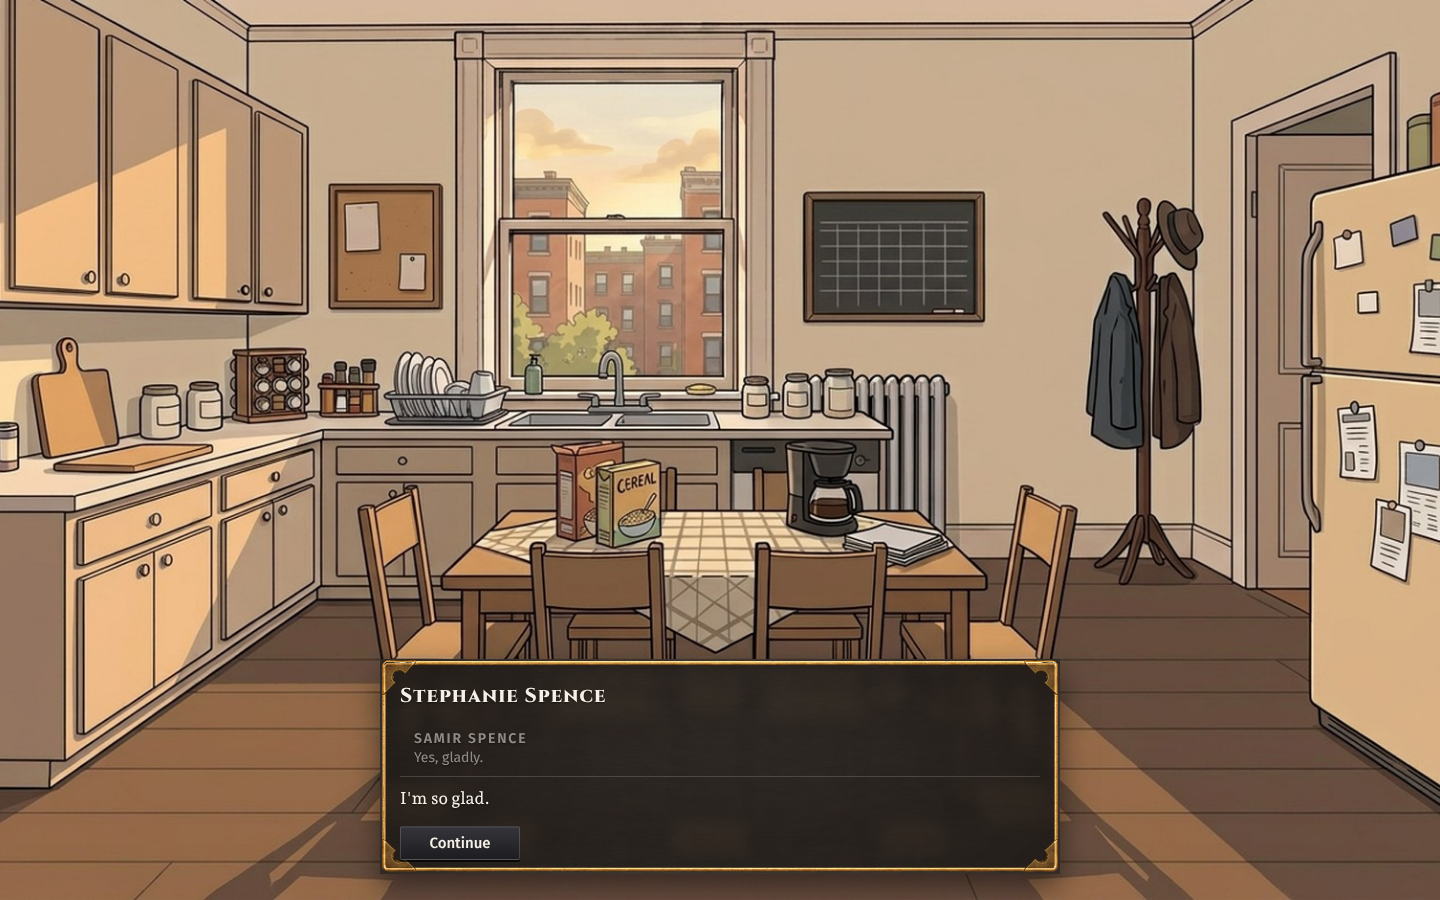 CEREAL
STEPHANIE SPENCE
SAMIR SPENCE
Yes, gladly.
I'm so glad.
Continue